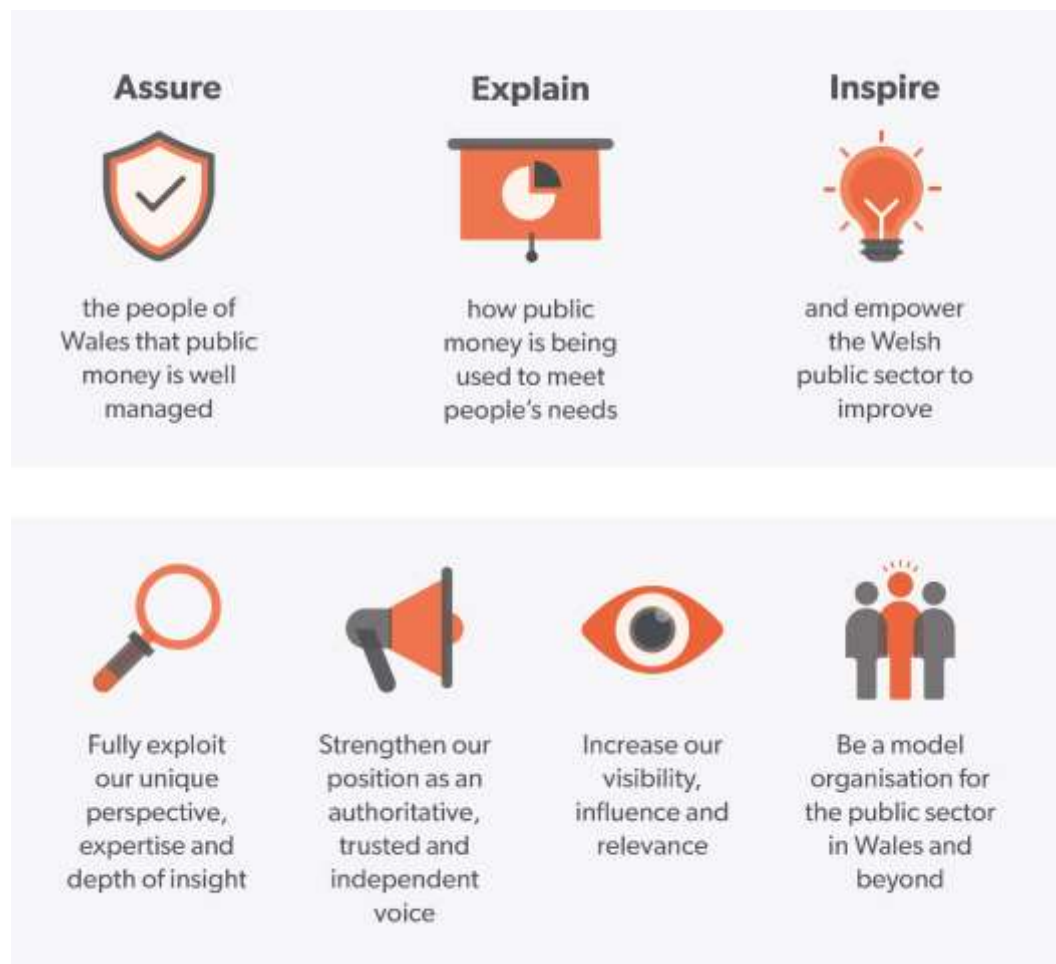 Assure
the people of
Wales that public
money is well
managed
Explain
how public
money is being
used to meet
people's needs
Inspire
and empower
the Welsh
public sector to
improve
Fully exploit
our unique
perspective,
expertise and
depth of insight
Strengthen our
position as an
authoritative,
trusted and
independent
voice
Increase our
visibility,
influence and
relevance
Be a model
organisation for
the public sector
in Wales and
beyond